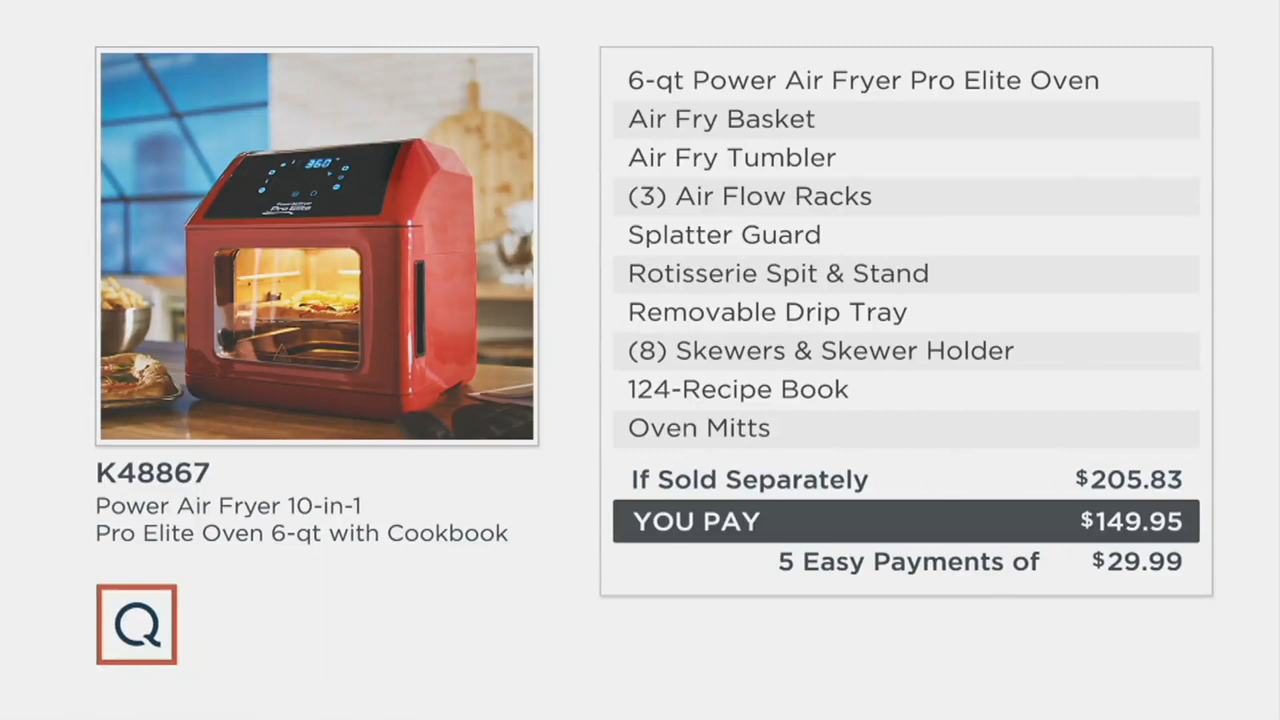 360
Power AirFryer
Pro Elite
K48867
Power Air Fryer 10-in-1
Pro Elite Oven 6-qt with Cookbook
Q
6-qt Power Air Fryer Pro Elite Oven
Air Fry Basket
Air Fry Tumbler
(3) Air Flow Racks
Splatter Guard
Rotisserie Spit & Stand
Removable Drip Tray
(8) Skewers & Skewer Holder
124-Recipe Book
Oven Mitts
If Sold Separately $205.83
YOU PAY $149.95
5 Easy Payments of $29.99